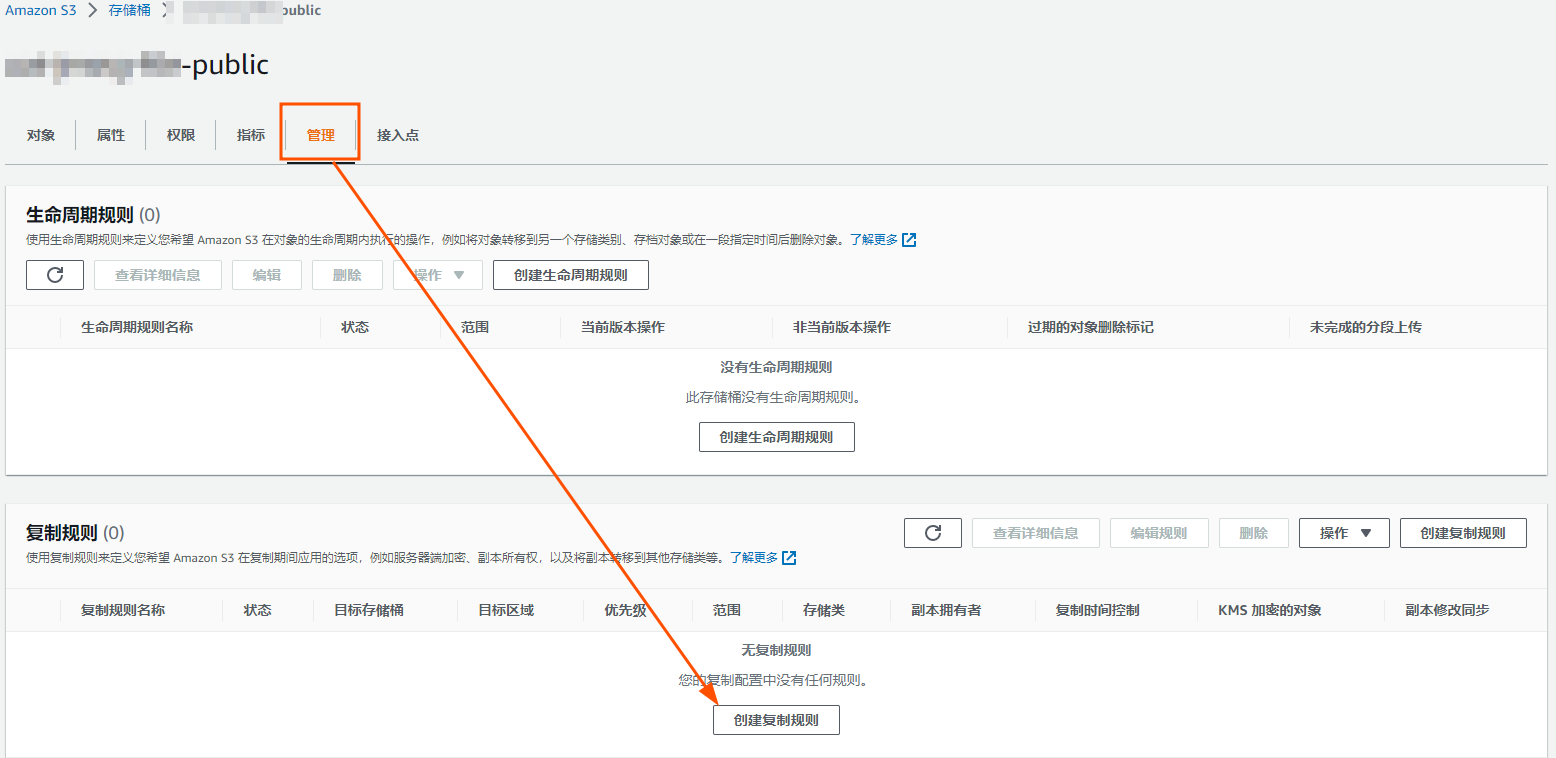 Amazon S3 > 存储桶 > public
-public
对象 属性 权限 指标 管理 接入点
生命周期规则 (0)
使用生命周期规则来定义您希望 Amazon S3 在对象的生命周期内执行的操作，例如将对象转移到另一个存储类别、存档对象或在一段指定时间后删除对象。了解更多
查看详细信息 编辑 删除 操作 创建生命周期规则
生命周期规则名称 状态 范围 当前版本操作 非当前版本操作 过期的对象删除标记 未完成的分段上传
没有生命周期规则
此存储桶没有生命周期规则。
创建生命周期规则
复制规则 (0)
查看详细信息 编辑规则 删除 操作 创建复制规则
使用复制规则来定义您希望 Amazon S3 在复制期间应用的选项，例如服务器端加密、副本所有权，以及将副本转移到其他存储类等。了解更多
复制规则名称 状态 目标存储桶 目标区域 优先级 范围 存储类 副本拥有者 复制时间控制 KMS 加密的对象 副本修改同步
无复制规则
您的复制配置中没有任何规则。
创建复制规则